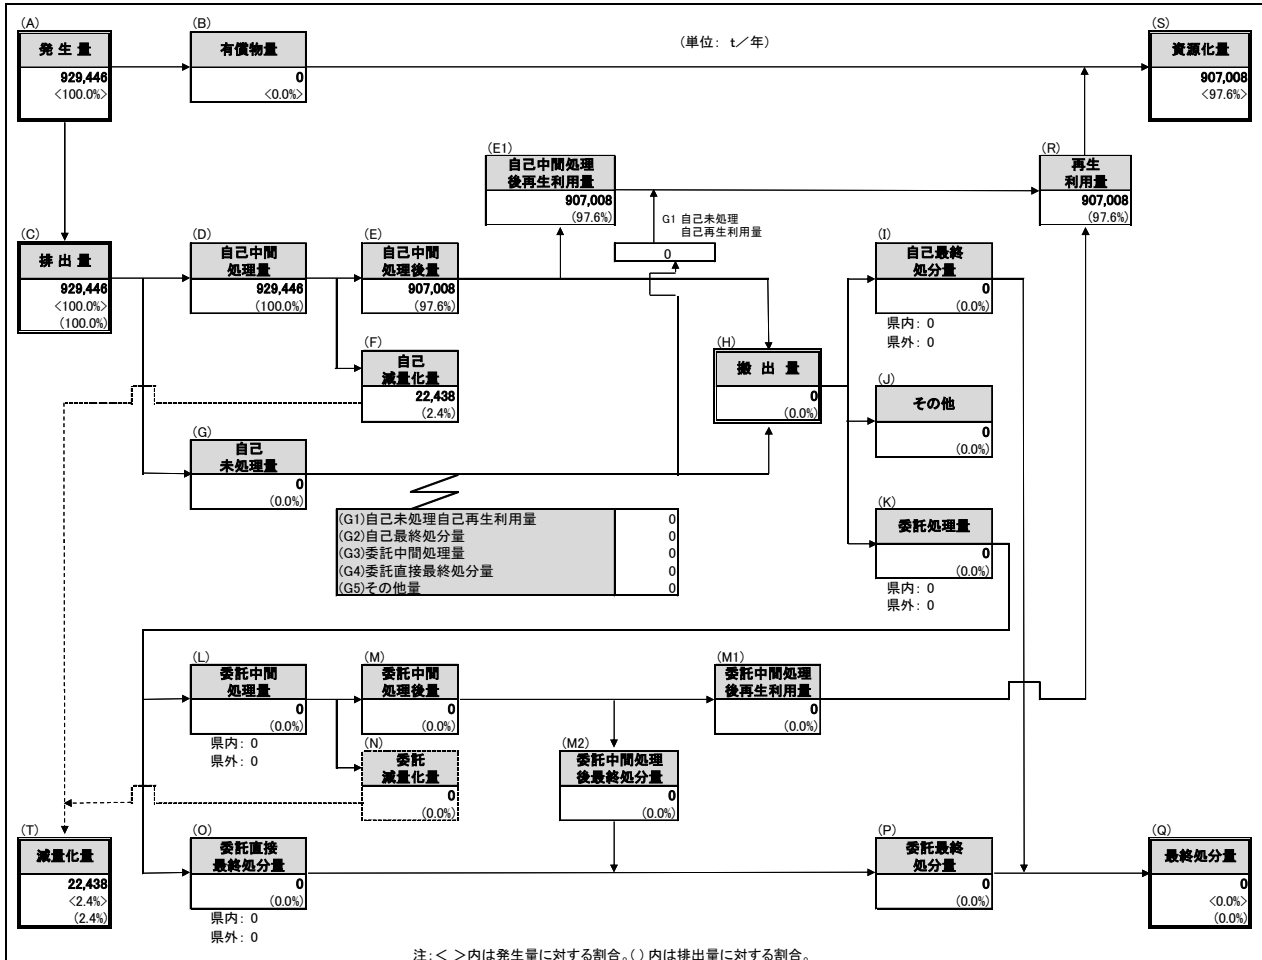 (A)
発 生 量
929,446
<100.0%>
(B)
有償物量
0
<0.0%>
(単位: t/年)
(S)
資源化量
907,008
<97.6%>
(E1)
自己中間処理
後再生利用量
907,008
(97.6%)
(R)
再生
利用量
907,008
(97.6%)
G1 自己未処理
自己再生利用量
0
(C)
排 出 量
929,446
<100.0%>
(100.0%)
(D)
自己中間
処理量
929,446
(100.0%)
(E)
自己中間
処理後量
907,008
(97.6%)
(I)
自己最終
処分量
0
(0.0%)
県内: 0
県外: 0
(F)
自己
減量化量
22,438
(2.4%)
(H)
搬 出 量
0
(0.0%)
(J)
その他
0
(0.0%)
(G)
自己
未処理量
0
(0.0%)
(G1)自己未処理自己再生利用量 0
(G2)自己最終処分量 0
(G3)委託中間処理量 0
(G4)委託直接最終処分量 0
(G5)その他量 0
(K)
委託処理量
0
(0.0%)
県内: 0
県外: 0
(L)
委託中間
処理量
0
(0.0%)
県内: 0
県外: 0
(M)
委託中間
処理後量
0
(0.0%)
(M1)
委託中間処理
後再生利用量
0
(0.0%)
(N)
委託
減量化量
0
(0.0%)
(M2)
委託中間処理
後最終処分量
0
(0.0%)
(T)
減量化量
22,438
<2.4%>
(2.4%)
(O)
委託直接
最終処分量
0
(0.0%)
県内: 0
県外: 0
(P)
委託最終
処分量
0
(0.0%)
(Q)
最終処分量
0
<0.0%>
(0.0%)
注:< >内は発生量に対する割合。( )内は排出量に対する割合。